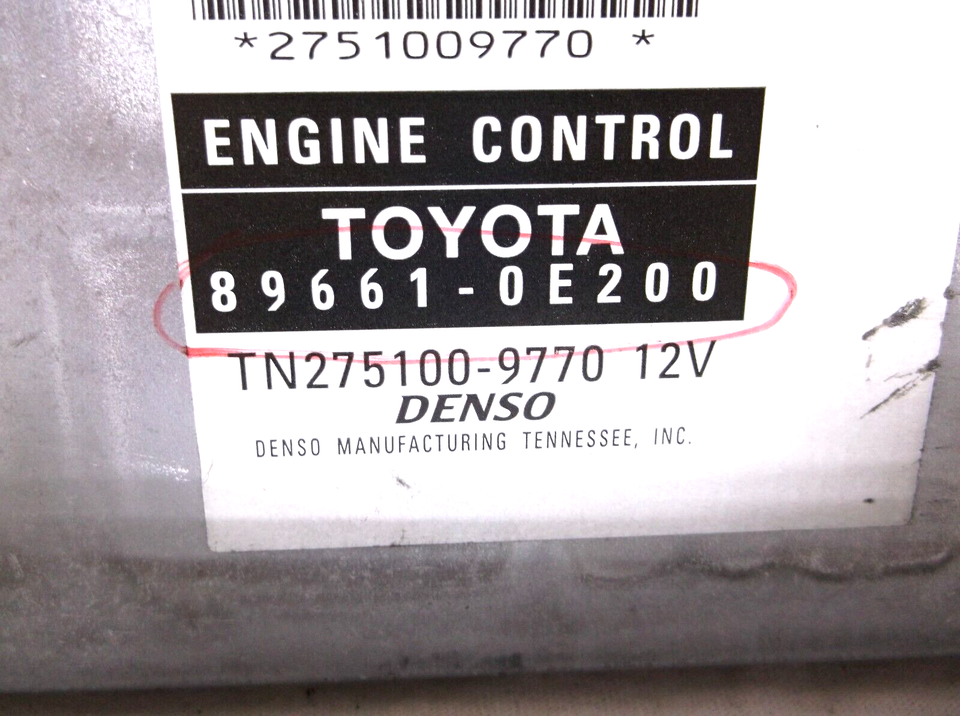 *2751009770 *
ENGINE CONTROL
TOYOTA
89661-0E200
TN275100-9770 12V
DENSO
DENSO MANUFACTURING TENNESSEE, INC.